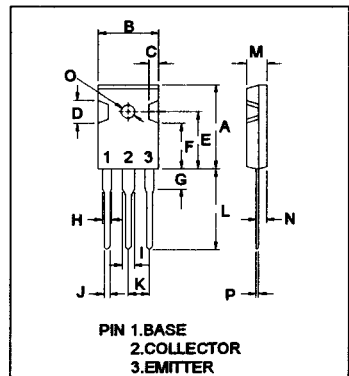 B
C
M
O
D
A
E
F
1 2 3
G
H
L
N
I
J
K
P
PIN 1.BASE
2.COLLECTOR
3.EMITTER